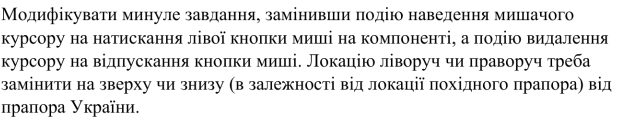 Модифікувати минуле завдання, замінивши подію наведення мишачого
курсору на натискання лівої кнопки миші на компоненті, а подію видалення
курсору на відпускання кнопки миші. Локацію ліворуч чи праворуч треба
замінити на зверху чи знизу (в залежності від локації похідного прапора) від
прапора України.